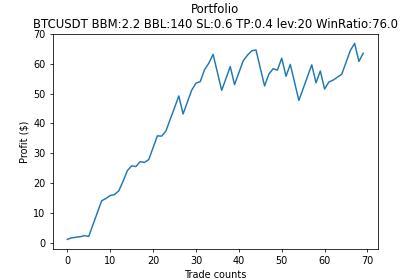 Portfolio
BTCUSDT BBM:2.2 BBL:140 SL:0.6 TP:0.4 lev:20 WinRatio:76.0
70
60
50
40
30
20
10
0
Profit ($)
0 10 20 30 40 50 60 70
Trade counts